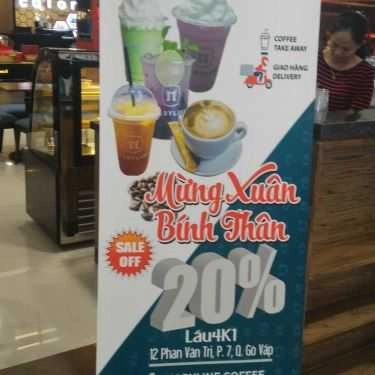 color
COFFEE
TAKE AWAY
GIAO HÀNG
DELIVERY
Mừng Xuân
Bính Thân
SALE
OFF
20%
Lầu4K1
12 Phan Văn Trị, P. 7, Q. Gò Vấp